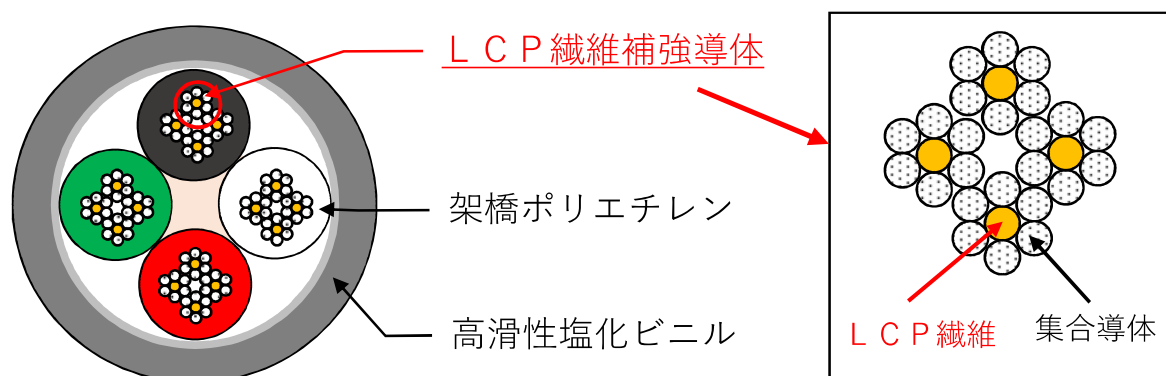 ＬＣＰ繊維補強導体
架橋ポリエチレン
高滑性塩化ビニル
ＬＣＰ繊維
集合導体